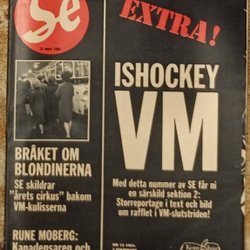 Se
EXTRA!
ISHOCKEY
VM
BRÅKET OM
BLONDINERNA
SE skildrar
"årets cirkus" bakom
VM-kulisserna
Med detta nummer av SE får ni
en särskild sektion 2:
Storreportage i text och bild
om rafflet i VM-slutstriden!
RUNE MOBERG:
Kanadensaren och